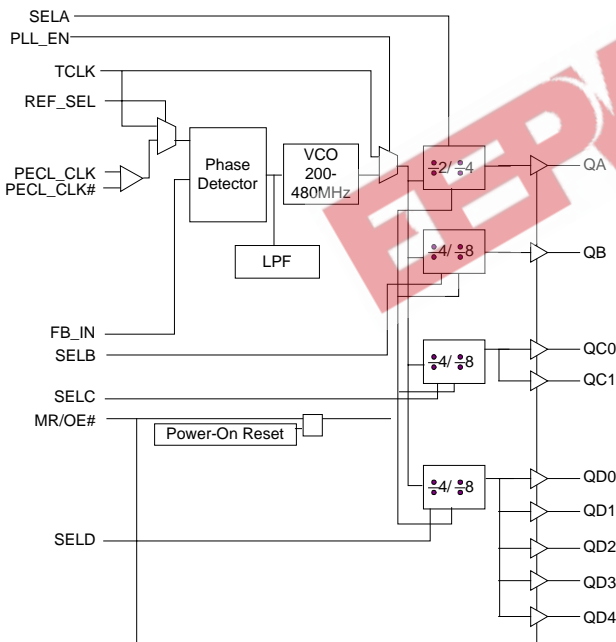 SELA
PLL_EN
TCLK
REF_SEL
PECL_CLK
PECL_CLK#
Phase
Detector
VCO
200-
480MHz
LPF
FB_IN
SELB
SELC
MR/OE#
Power-On Reset
SELD
÷2/ ÷4
÷4/ ÷8
÷4/ ÷8
÷4/ ÷8
QA
QB
QC0
QC1
QD0
QD1
QD2
QD3
QD4